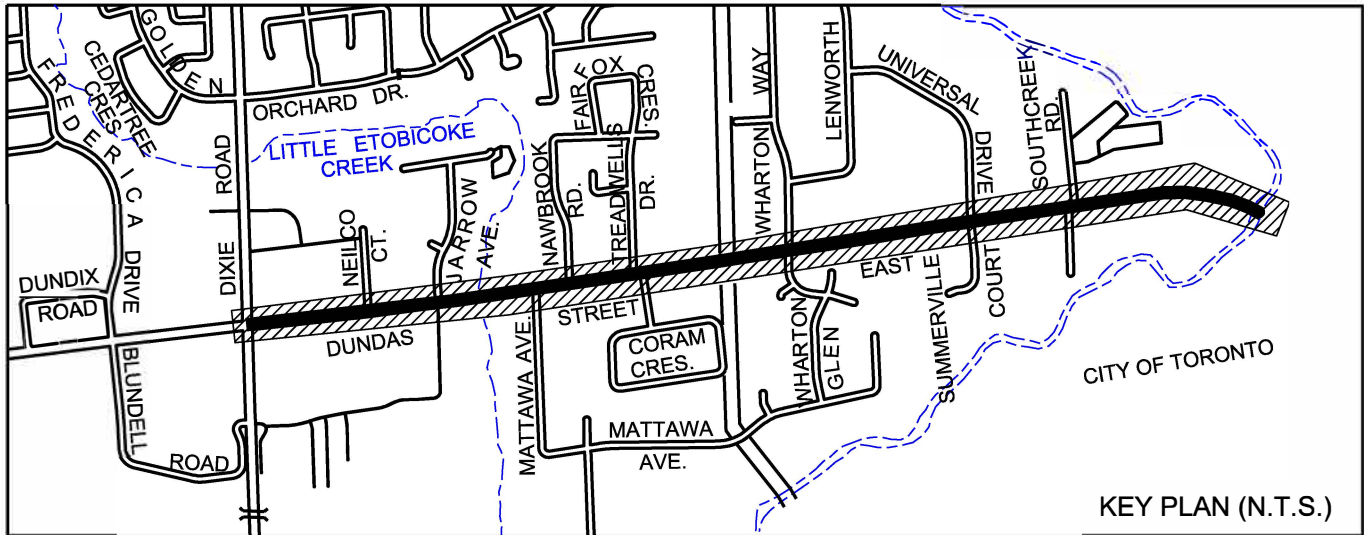 GOLDEN
CEDARTREE
CRES.
FREDERICA DRIVE
ORCHARD DR.
LITTLE ETOBICOKE
CREEK
DIXIE ROAD
DUNDIX
ROAD
BLUNDELL
ROAD
NEILCO
CT.
JARROW
AVE.
NAWBROOK
RD.
FAIRFOX
CRES.
TREADWELLS
DR.
WHARTON WAY
LENWORTH
UNIVERSAL
DRIVE
SOUTHCREEK
RD.
DUNDAS STREET EAST
MATTAWA AVE.
CORAM
CRES.
WHARTON
GLEN
SUMMERVILLE
COURT
MATTAWA
AVE.
CITY OF TORONTO
KEY PLAN (N.T.S.)